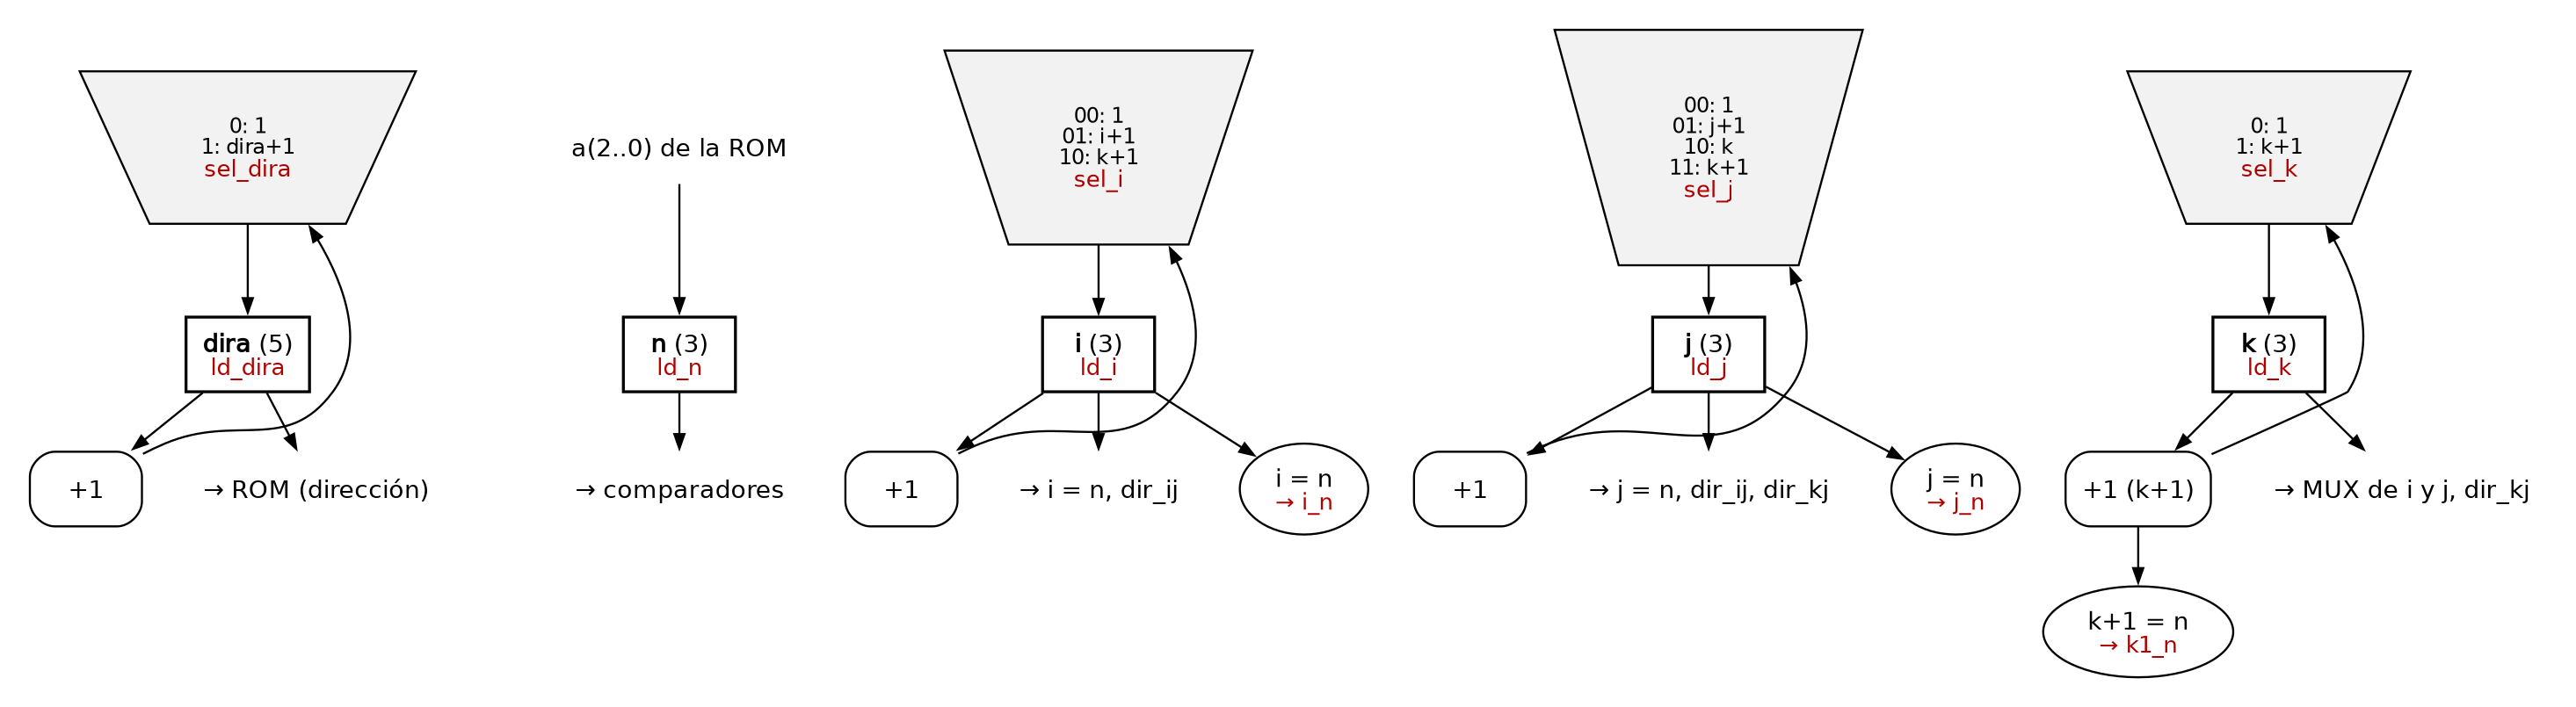 0: 1
1: dira+1
sel_dira
dira (5)
ld_dira
+1
→ ROM (dirección)
a(2..0) de la ROM
n (3)
ld_n
→ comparadores
00: 1
01: i+1
10: k+1
sel_i
i (3)
ld_i
+1
→ i = n, dir_ij
i = n
→ i_n
00: 1
01: j+1
10: k
11: k+1
sel_j
j (3)
ld_j
+1
→ j = n, dir_ij, dir_kj
j = n
→ j_n
0: 1
1: k+1
sel_k
k (3)
ld_k
+1 (k+1)
→ MUX de i y j, dir_kj
k+1 = n
→ k1_n